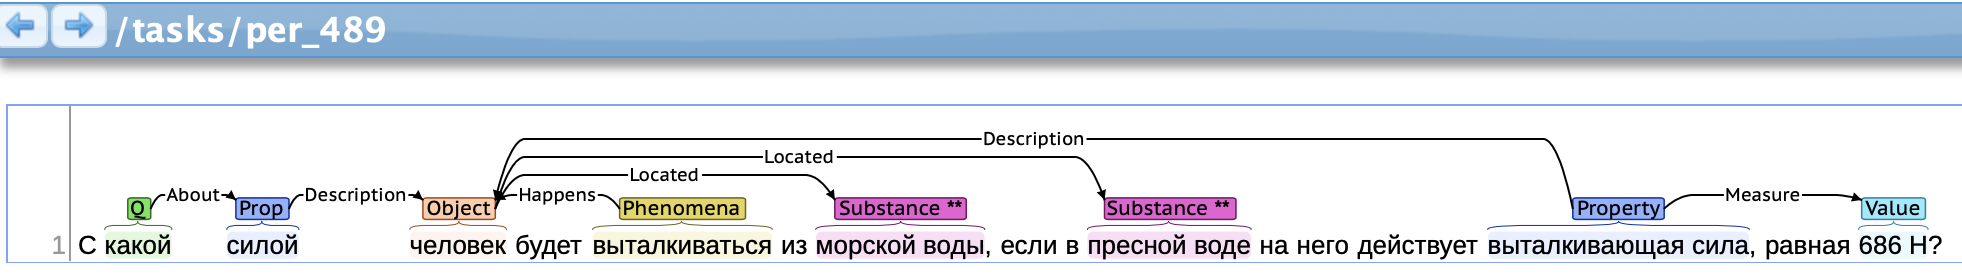 /tasks/per_489
Description
Located
Located
About Description Happens Measure
Q Prop Object Phenomena Substance ** Substance ** Property Value
1 С какой силой человек будет выталкиваться из морской воды, если в пресной воде на него действует выталкивающая сила, равная 686 Н?